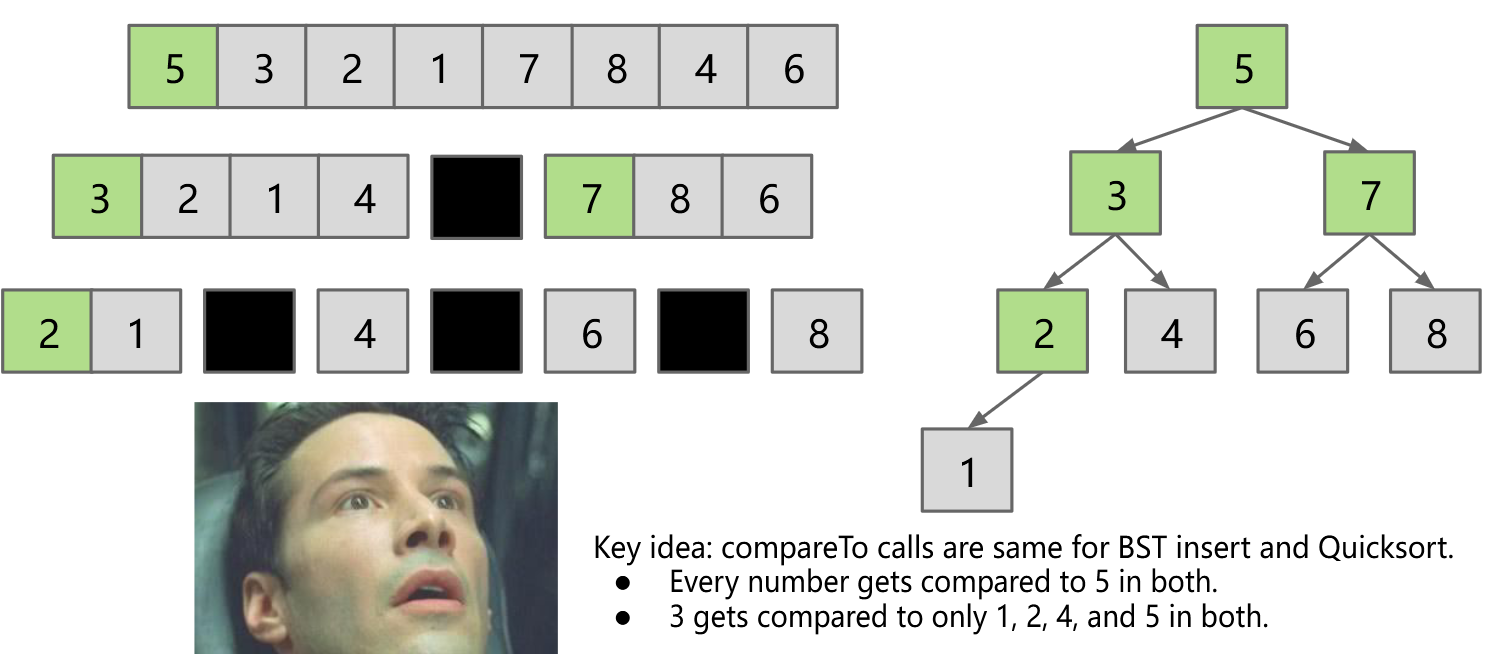 5 3 2 1 7 8 4 6
5
3 2 1 4 7 8 6
3 7
2 1 4 6 8
2 4 6 8
1
Key idea: compareTo calls are same for BST insert and Quicksort.
● Every number gets compared to 5 in both.
● 3 gets compared to only 1, 2, 4, and 5 in both.